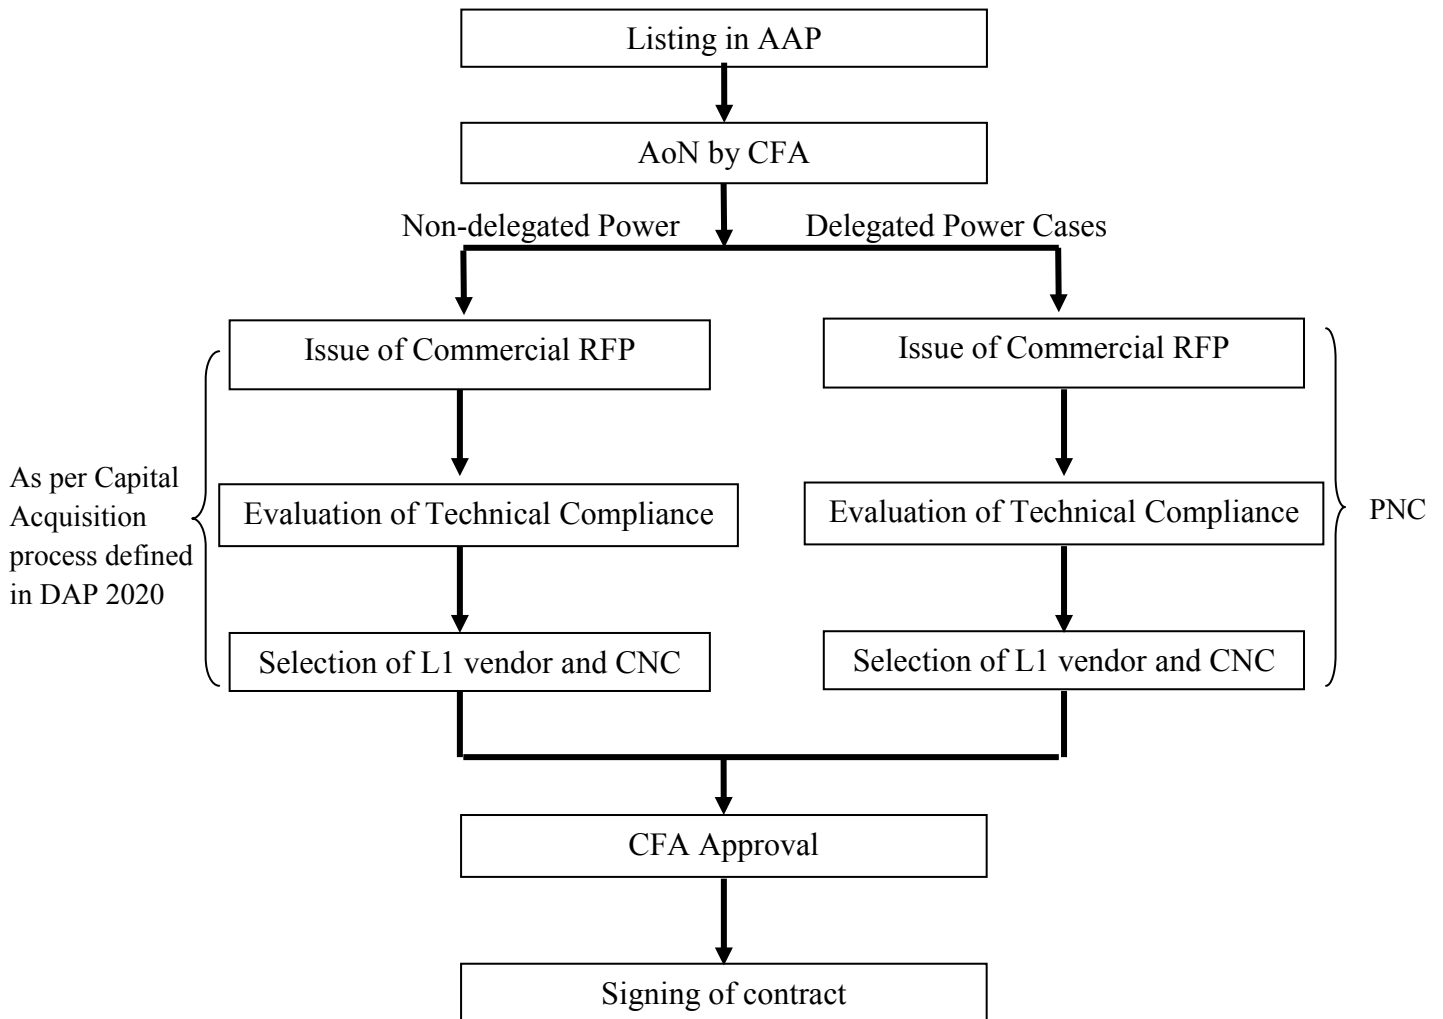 Listing in AAP
AoN by CFA
Non-delegated Power
Delegated Power Cases
Issue of Commercial RFP
Issue of Commercial RFP
As per Capital
Acquisition
process defined
in DAP 2020
Evaluation of Technical Compliance
Evaluation of Technical Compliance
PNC
Selection of L1 vendor and CNC
Selection of L1 vendor and CNC
CFA Approval
Signing of contract